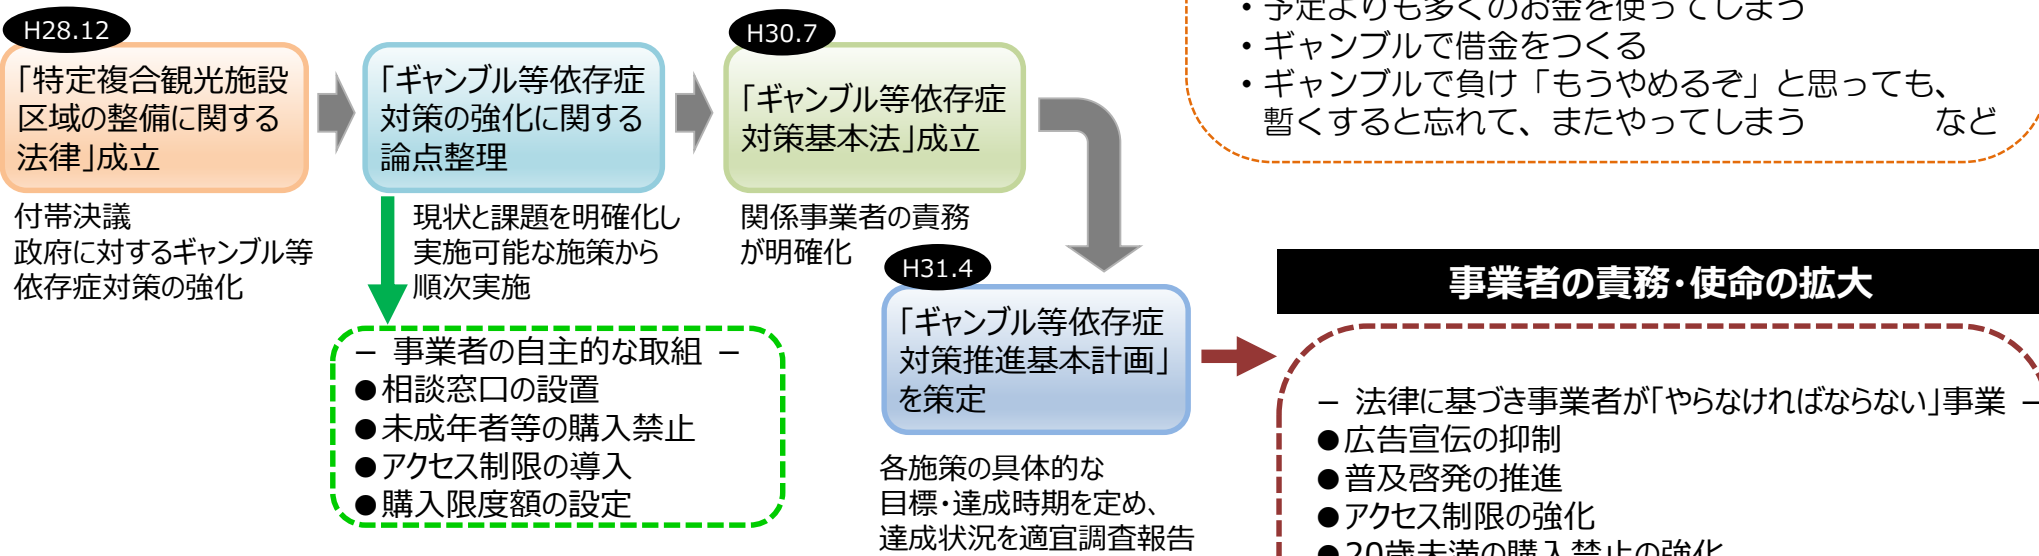 H28.12
「特定複合観光施設
区域の整備に関する
法律」成立
付帯決議
政府に対するギャンブル等
依存症対策の強化
「ギャンブル等依存症
対策の強化に関する
論点整理
現状と課題を明確化し
実施可能な施策から
順次実施
－ 事業者の自主的な取組 －
●相談窓口の設置
●未成年者等の購入禁止
●アクセス制限の導入
●購入限度額の設定
H30.7
「ギャンブル等依存症
対策基本法」成立
関係事業者の責務
が明確化
H31.4
「ギャンブル等依存症
対策推進基本計画」
を策定
各施策の具体的な
目標・達成時期を定め、
達成状況を適宜調査報告
・予定よりも多くのお金を使ってしまう
・ギャンブルで借金をつくる
・ギャンブルで負け「もうやめるぞ」と思っても、
暫くすると忘れて、またやってしまう　　　など
事業者の責務・使命の拡大
－ 法律に基づき事業者が「やらなければならない」事業 －
●広告宣伝の抑制
●普及啓発の推進
●アクセス制限の強化
●20歳未満の購入禁止の強化